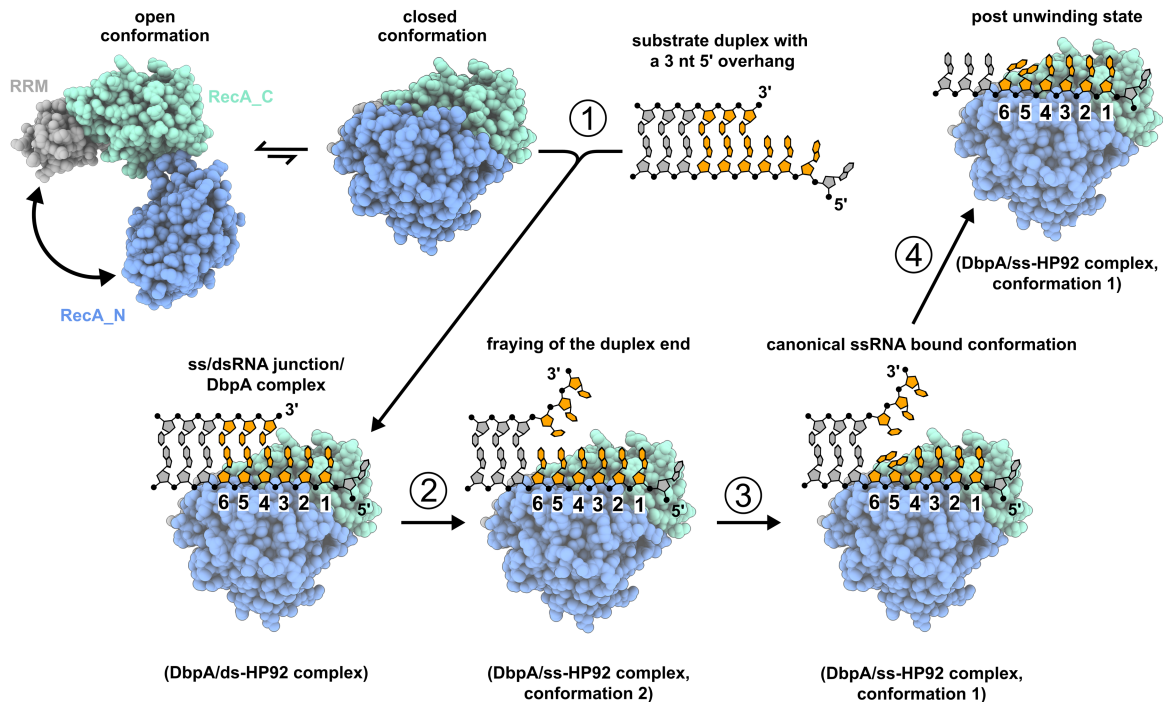 open
conformation
RRM
RecA_C
RecA_N
closed
conformation
1
substrate duplex with
a 3 nt 5' overhang
3'
5'
post unwinding state
6 5 4 3 2 1
(DbpA/ss-HP92 complex,
conformation 1)
4
ss/dsRNA junction/
DbpA complex
3'
6 5 4 3 2 1
5'
(DbpA/ds-HP92 complex)
2
fraying of the duplex end
3'
6 5 4 3 2 1
5'
(DbpA/ss-HP92 complex,
conformation 2)
3
canonical ssRNA bound conformation
3'
6 5 4 3 2 1
5'
(DbpA/ss-HP92 complex,
conformation 1)